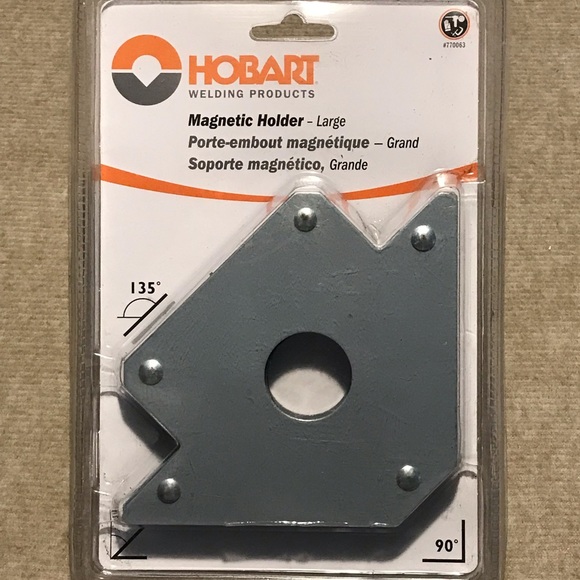 #770063
HOBART
WELDING PRODUCTS
Magnetic Holder – Large
Porte-embout magnétique – Grand
Soporte magnético, Grande
135°
90°